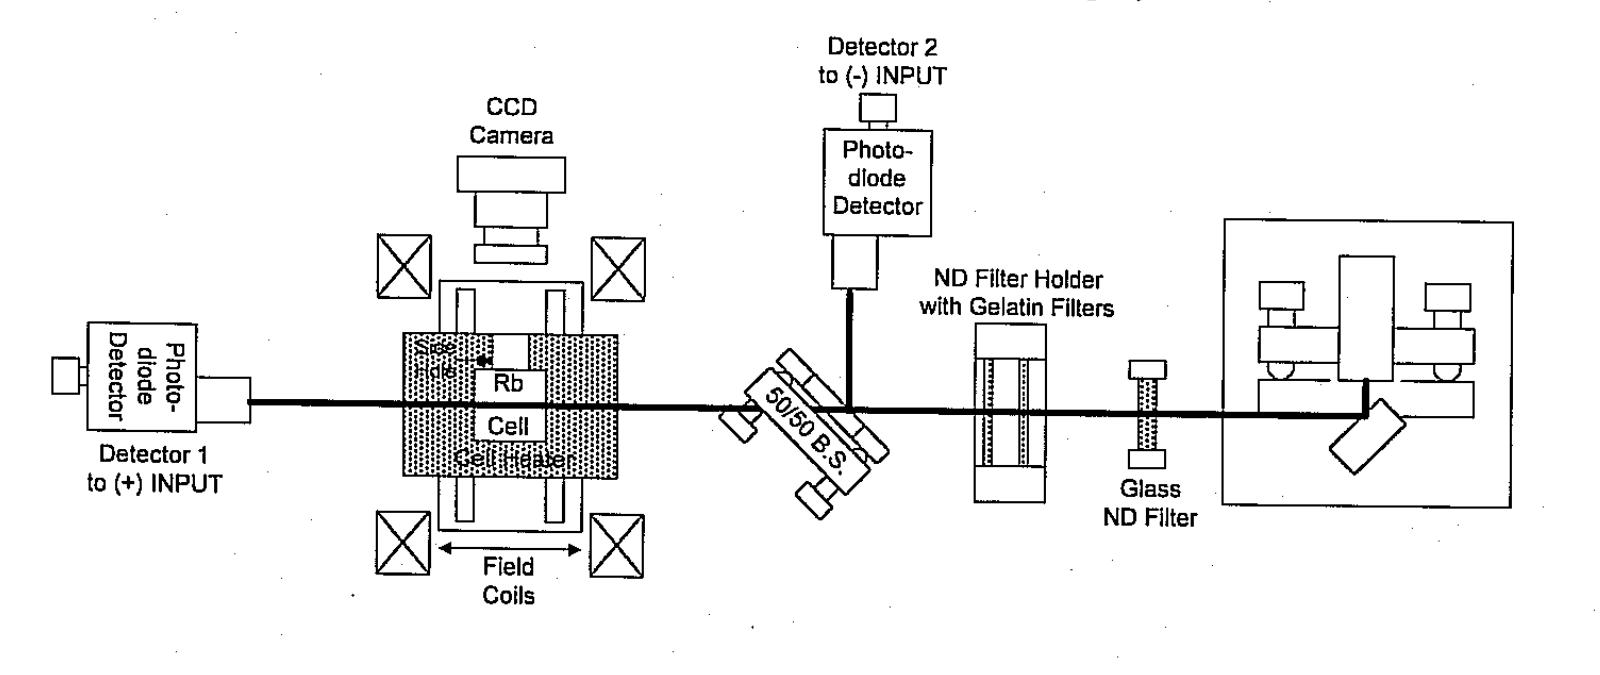 Detector 2
to (-) INPUT
CCD
Camera
Photo-
diode
Detector
ND Filter Holder
with Gelatin Filters
Photo-
diode
Detector
Side
Hole
Rb
Cell
Cell Heater
50/50 B.S.
Detector 1
to (+) INPUT
Glass
ND Filter
Field
Coils